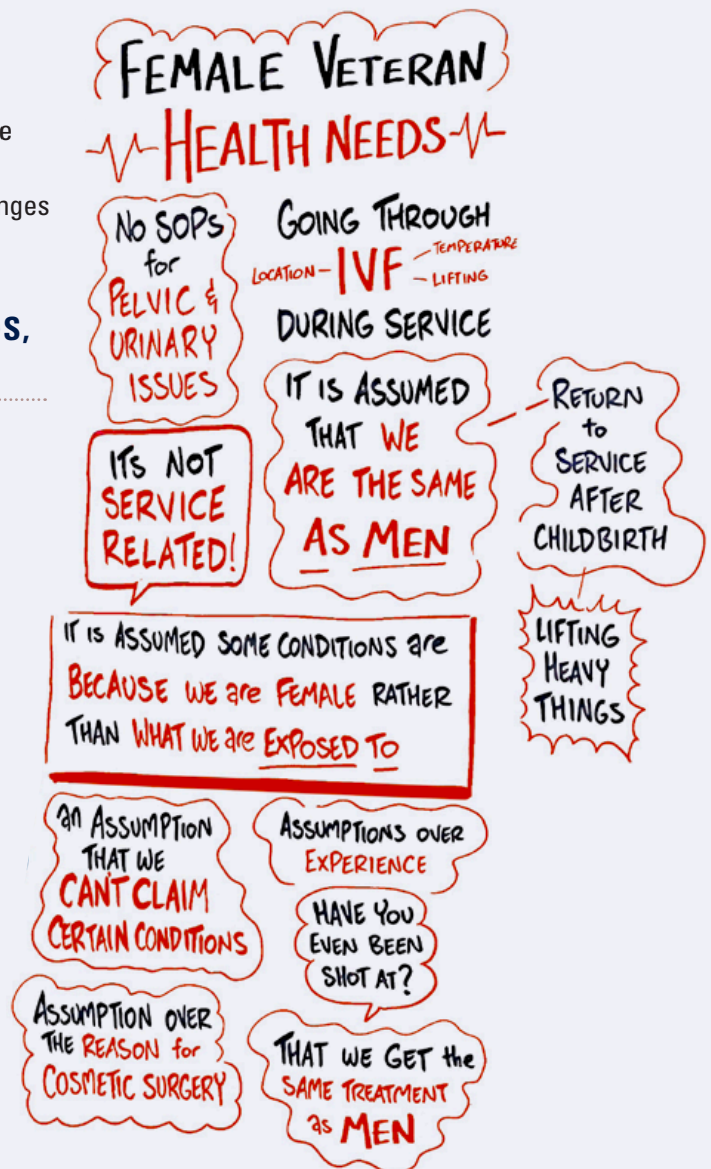 FEMALE VETERAN
HEALTH NEEDS
e
nges
s,
No SOPs
for
PELVIC &
URINARY
ISSUES
GOING THROUGH
LOCATION – IVF – TEMPERATURE
– LIFTING
DURING SERVICE
IT IS ASSUMED
THAT WE
ARE THE SAME
AS MEN
RETURN
to
SERVICE
AFTER
CHILDBIRTH
LIFTING
HEAVY
THINGS
ITS NOT
SERVICE
RELATED!
IT IS ASSUMED SOME CONDITIONS are
BECAUSE WE are FEMALE RATHER
THAN WHAT WE are EXPOSED TO
an ASSUMPTION
THAT WE
CAN'T CLAIM
CERTAIN CONDITIONS
ASSUMPTIONS OVER
EXPERIENCE
HAVE YOU
EVEN BEEN
SHOT AT?
ASSUMPTION OVER
THE REASON for
COSMETIC SURGERY
THAT WE GET the
SAME TREATMENT
as MEN